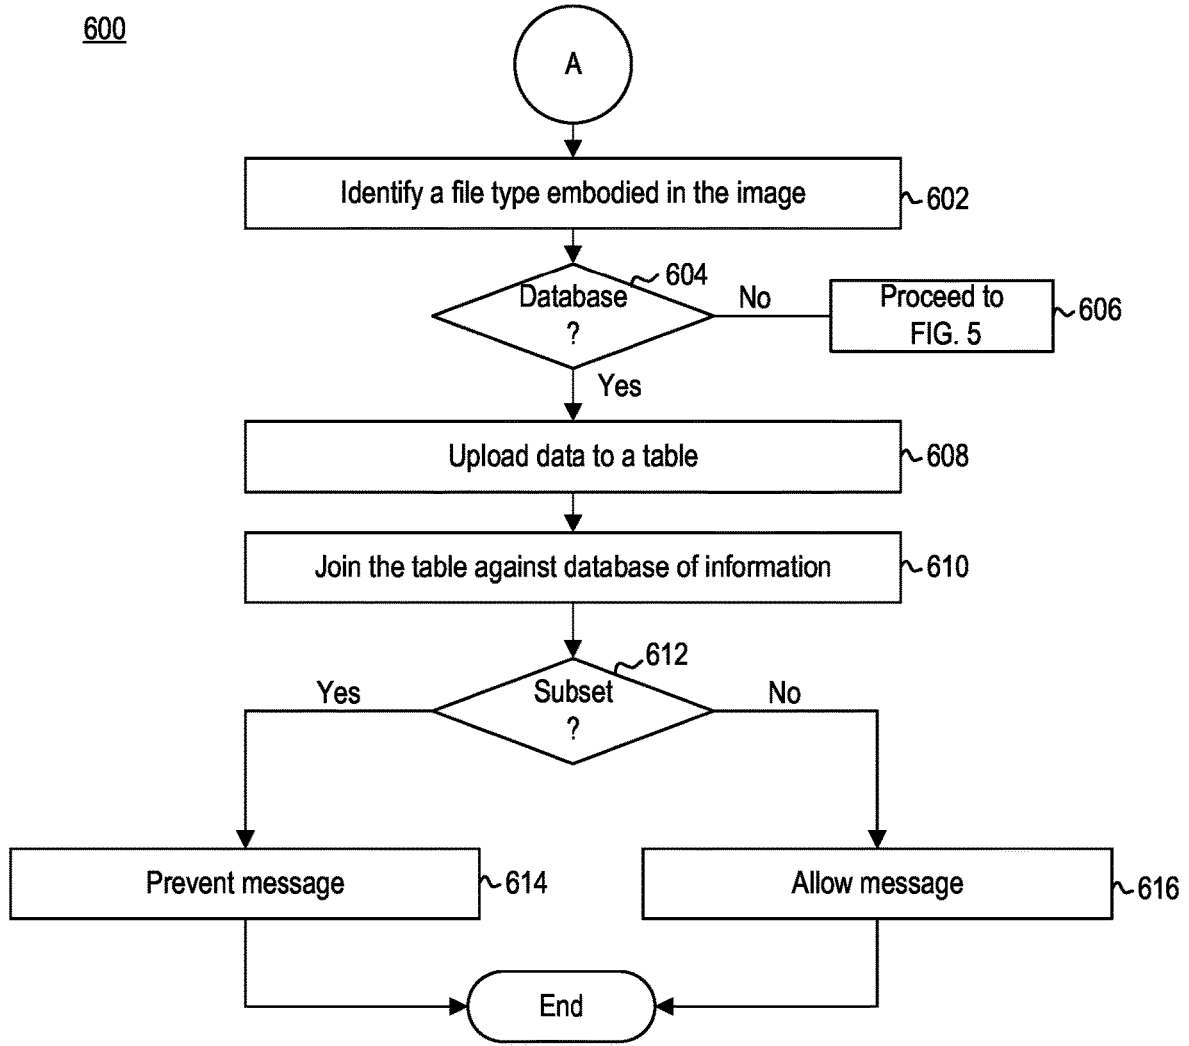 600
A
Identify a file type embodied in the image
602
604
Database
?
No
Proceed to
FIG. 5
606
Yes
Upload data to a table
608
Join the table against database of information
610
612
Subset
?
Yes
No
Prevent message
614
Allow message
616
End